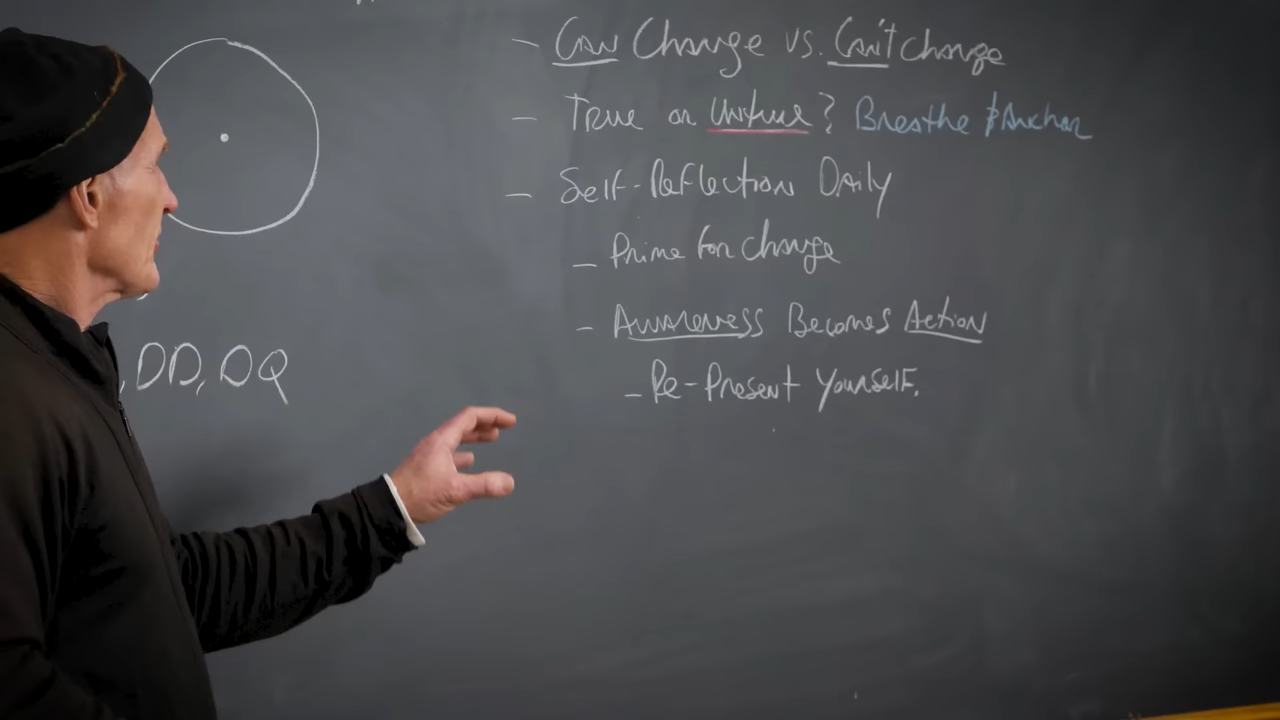 - Can Change vs. Can't Change
- True or Untrue? Breathe & Anchor
- Self-Reflection Daily
- Prime for Change
- Awareness Becomes Action
- Re-Present Yourself.
, DD, DQ